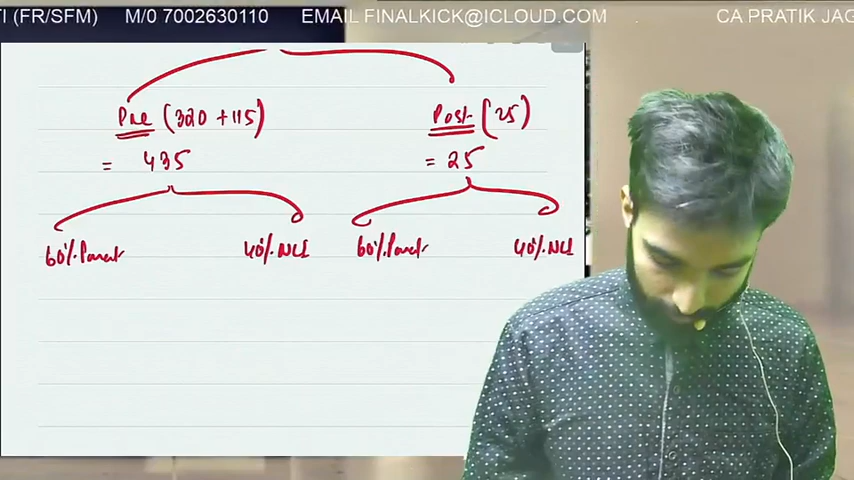 TI (FR/SFM) M/0 7002630110 EMAIL FINALKICK@ICLOUD.COM CA PRATIK JAG
Pre (320 + 115) Post (25)
= 435 = 25
60% Parent 40% NCI 60% Parent 40% NCI